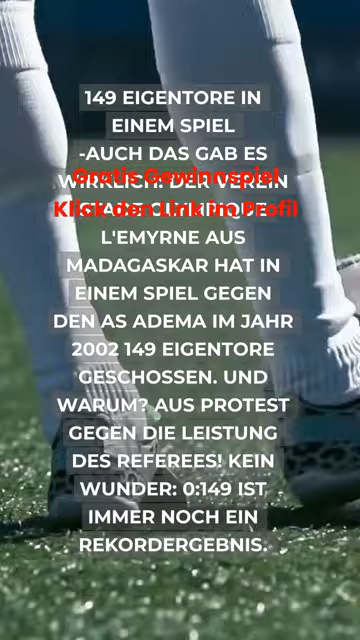 149 EIGENTORE IN
EINEM SPIEL
-AUCH DAS GAB ES
Gratis Gewinnspiel
DER
Klick den Link im Profil
L'EMYRNE AUS
MADAGASKAR HAT IN
EINEM SPIEL GEGEN
DEN AS ADEMA IM JAHR
2002 149 EIGENTORE
GESCHOSSEN. UND
WARUM? AUS PROTEST
GEGEN DIE LEISTUNG
DES REFEREES! KEIN
WUNDER: 0:149 IST
IMMER NOCH EIN
REKORDERGEBNIS.